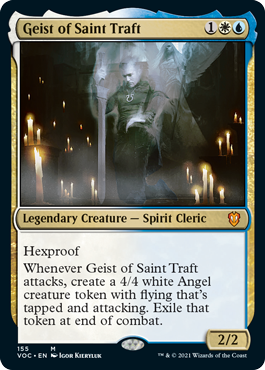 Geist of Saint Traft 1
Legendary Creature — Spirit Cleric
Hexproof
Whenever Geist of Saint Traft
attacks, create a 4/4 white Angel
creature token with flying that's
tapped and attacking. Exile that
token at end of combat.
2/2
155 M
VOC • EN IGOR KIERYLUK ™ & © 2021 Wizards of the Coast